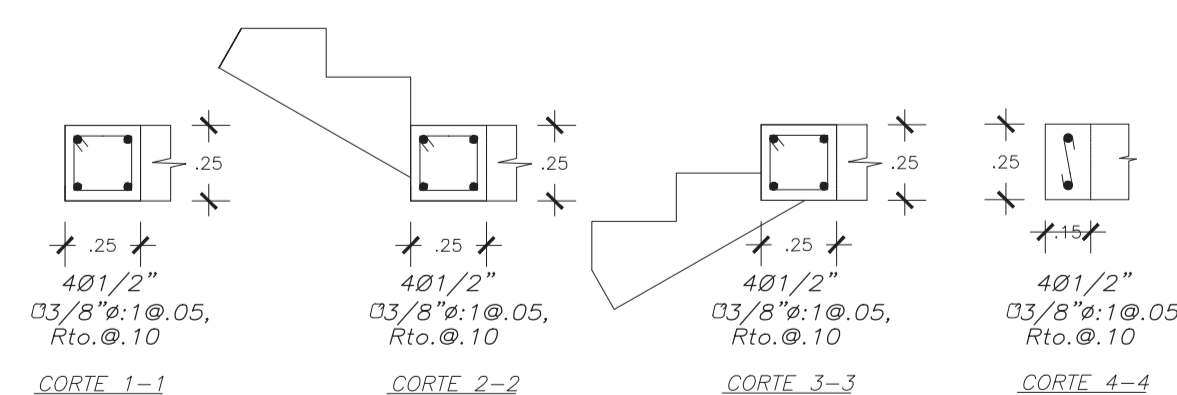 .25
.25
4Ø1/2"
▢3/8"ø:1@.05,
Rto.@.10
CORTE 1-1
.25
.25
4Ø1/2"
▢3/8"ø:1@.05,
Rto.@.10
CORTE 2-2
.25
.25
4Ø1/2"
▢3/8"ø:1@.05,
Rto.@.10
CORTE 3-3
.25
.15
4Ø1/2"
▢3/8"ø:1@.05
Rto.@.10
CORTE 4-4